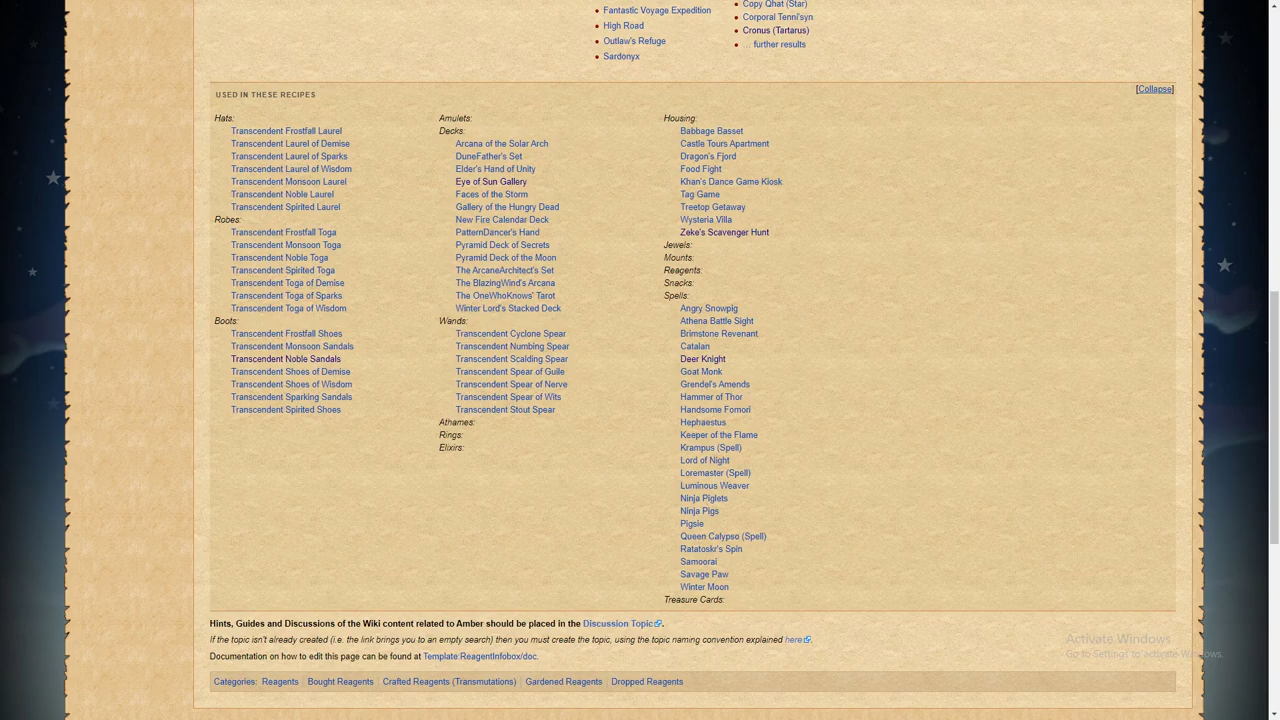 Fantastic Voyage Expedition
High Road
Outlaw's Refuge
Sardonyx
Copy Qhat (Star)
Corporal Tenni'syn
Cronus (Tartarus)
... further results
USED IN THESE RECIPES
[Collapse]
Hats:
Transcendent Frostfall Laurel
Transcendent Laurel of Demise
Transcendent Laurel of Sparks
Transcendent Laurel of Wisdom
Transcendent Monsoon Laurel
Transcendent Noble Laurel
Transcendent Spirited Laurel
Robes:
Transcendent Frostfall Toga
Transcendent Monsoon Toga
Transcendent Noble Toga
Transcendent Spirited Toga
Transcendent Toga of Demise
Transcendent Toga of Sparks
Transcendent Toga of Wisdom
Boots:
Transcendent Frostfall Shoes
Transcendent Monsoon Sandals
Transcendent Noble Sandals
Transcendent Shoes of Demise
Transcendent Shoes of Wisdom
Transcendent Sparking Sandals
Transcendent Spirited Shoes
Amulets:
Decks:
Arcana of the Solar Arch
DuneFather's Set
Elder's Hand of Unity
Eye of Sun Gallery
Faces of the Storm
Gallery of the Hungry Dead
New Fire Calendar Deck
PatternDancer's Hand
Pyramid Deck of Secrets
Pyramid Deck of the Moon
The ArcaneArchitect's Set
The BlazingWind's Arcana
The OneWhoKnows' Tarot
Winter Lord's Stacked Deck
Wands:
Transcendent Cyclone Spear
Transcendent Numbing Spear
Transcendent Scalding Spear
Transcendent Spear of Guile
Transcendent Spear of Nerve
Transcendent Spear of Wits
Transcendent Stout Spear
Athames:
Rings:
Elixirs:
Housing:
Babbage Basset
Castle Tours Apartment
Dragon's Fjord
Food Fight
Khan's Dance Game Kiosk
Tag Game
Treetop Getaway
Wysteria Villa
Zeke's Scavenger Hunt
Jewels:
Mounts:
Reagents:
Snacks:
Spells:
Angry Snowpig
Athena Battle Sight
Brimstone Revenant
Catalan
Deer Knight
Goat Monk
Grendel's Amends
Hammer of Thor
Handsome Fomori
Hephaestus
Keeper of the Flame
Krampus (Spell)
Lord of Night
Loremaster (Spell)
Luminous Weaver
Ninja Piglets
Ninja Pigs
Pigsie
Queen Calypso (Spell)
Ratatoskr's Spin
Samoorai
Savage Paw
Winter Moon
Treasure Cards:
Hints, Guides and Discussions of the Wiki content related to Amber should be placed in the Discussion Topic.
If the topic isn't already created (i.e. the link brings you to an empty search) then you must create the topic, using the topic naming convention explained here.
Documentation on how to edit this page can be found at Template:ReagentInfobox/doc.
Categories: Reagents | Bought Reagents | Crafted Reagents (Transmutations) | Gardened Reagents | Dropped Reagents
Activate Windows
Go to Settings to activate Windows.